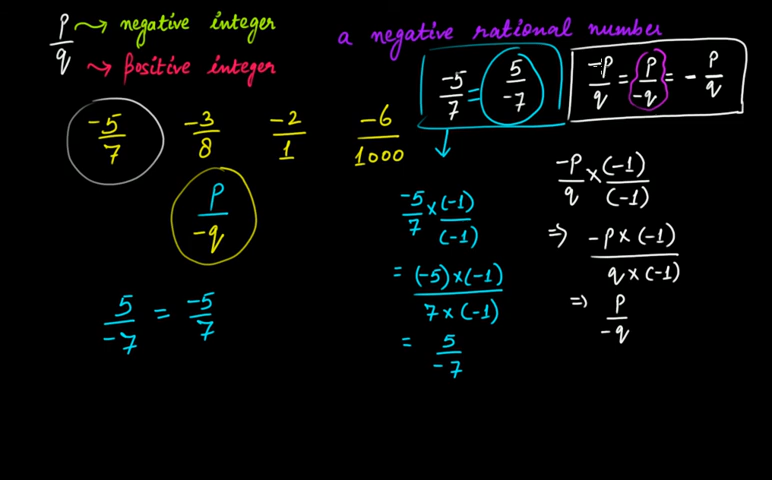 p/q → negative integer
→ positive integer
a negative rational number
-5/7 = 5/-7
-p/q = p/-q = - p/q
-5/7 -3/8 -2/1 -6/1000
p/-q
5/-7 = -5/7
-5/7 × (-1)/(-1)
= (-5) × (-1) / 7 × (-1)
= 5/-7
-p/q × (-1)/(-1)
⇒ -p × (-1) / q × (-1)
⇒ p/-q